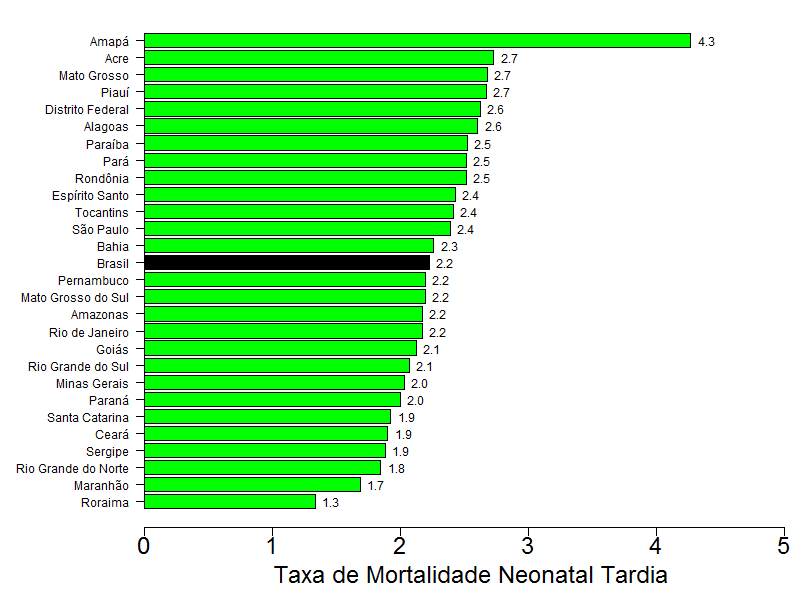 Amapá 4.3
Acre 2.7
Mato Grosso 2.7
Piauí 2.7
Distrito Federal 2.6
Alagoas 2.6
Paraíba 2.5
Pará 2.5
Rondônia 2.5
Espírito Santo 2.4
Tocantins 2.4
São Paulo 2.4
Bahia 2.3
Brasil 2.2
Pernambuco 2.2
Mato Grosso do Sul 2.2
Amazonas 2.2
Rio de Janeiro 2.2
Goiás 2.1
Rio Grande do Sul 2.1
Minas Gerais 2.0
Paraná 2.0
Santa Catarina 1.9
Ceará 1.9
Sergipe 1.9
Rio Grande do Norte 1.8
Maranhão 1.7
Roraima 1.3
0 1 2 3 4 5
Taxa de Mortalidade Neonatal Tardia